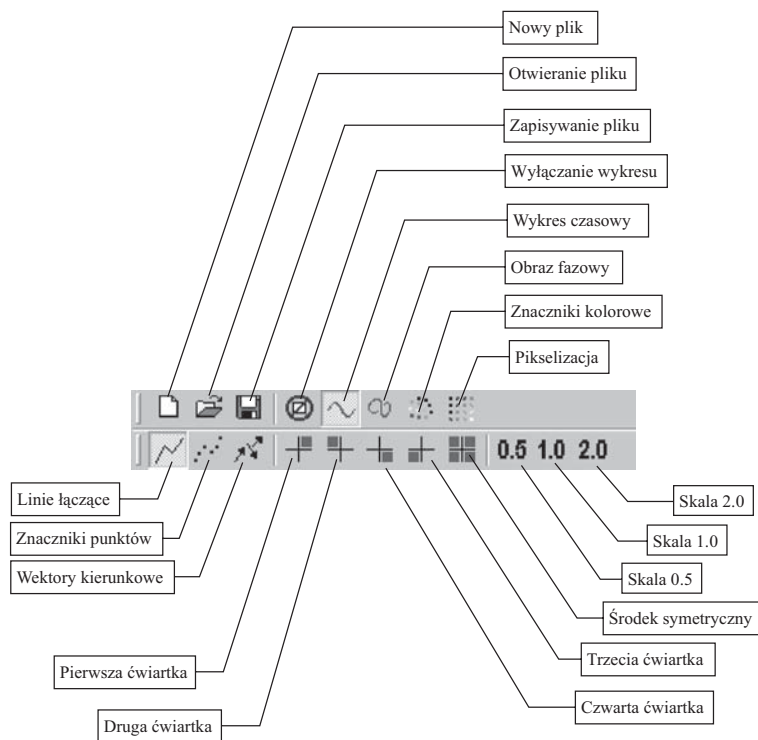 Nowy plik
Otwieranie pliku
Zapisywanie pliku
Wyłączanie wykresu
Wykres czasowy
Obraz fazowy
Znaczniki kolorowe
Pikselizacja
0.5 1.0 2.0
Linie łączące
Skala 2.0
Znaczniki punktów
Skala 1.0
Wektory kierunkowe
Skala 0.5
Środek symetryczny
Pierwsza ćwiartka
Trzecia ćwiartka
Czwarta ćwiartka
Druga ćwiartka